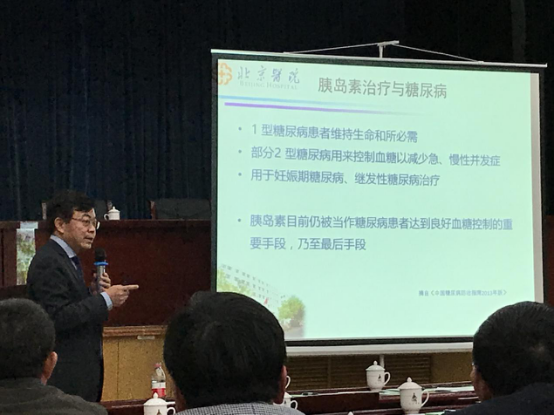 北京医院
BEIJING HOSPITAL
胰岛素治疗与糖尿病
• 1 型糖尿病患者维持生命和所必需
• 部分2 型糖尿病用来控制血糖以减少急、慢性并发症
• 用于妊娠期糖尿病、继发性糖尿病治疗
• 胰岛素目前仍被当作糖尿病患者达到良好血糖控制的重
要手段，乃至最后手段